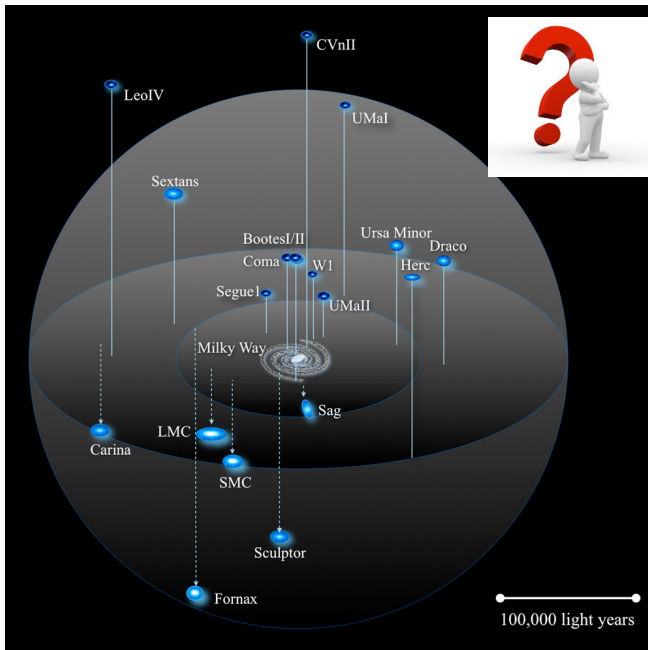 CVnII
LeoIV
UMaI
Sextans
Ursa Minor
BootesI/II
Draco
Coma
W1
Herc
Segue1
UMaII
Milky Way
Sag
LMC
Carina
SMC
Sculptor
Fornax
100,000 light years